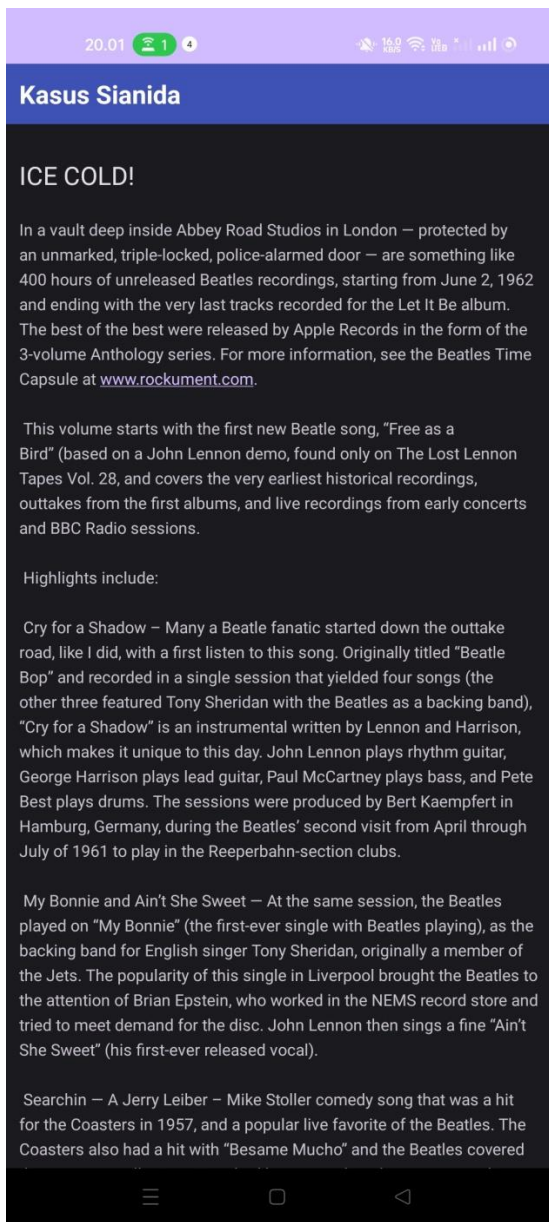 20.01 1 4 16.0 KB/S Vo LTE
Kasus Sianida
ICE COLD!
In a vault deep inside Abbey Road Studios in London — protected by
an unmarked, triple-locked, police-alarmed door — are something like
400 hours of unreleased Beatles recordings, starting from June 2, 1962
and ending with the very last tracks recorded for the Let It Be album.
The best of the best were released by Apple Records in the form of the
3-volume Anthology series. For more information, see the Beatles Time
Capsule at www.rockument.com.
This volume starts with the first new Beatle song, “Free as a
Bird” (based on a John Lennon demo, found only on The Lost Lennon
Tapes Vol. 28, and covers the very earliest historical recordings,
outtakes from the first albums, and live recordings from early concerts
and BBC Radio sessions.
Highlights include:
Cry for a Shadow – Many a Beatle fanatic started down the outtake
road, like I did, with a first listen to this song. Originally titled “Beatle
Bop” and recorded in a single session that yielded four songs (the
other three featured Tony Sheridan with the Beatles as a backing band),
“Cry for a Shadow” is an instrumental written by Lennon and Harrison,
which makes it unique to this day. John Lennon plays rhythm guitar,
George Harrison plays lead guitar, Paul McCartney plays bass, and Pete
Best plays drums. The sessions were produced by Bert Kaempfert in
Hamburg, Germany, during the Beatles’ second visit from April through
July of 1961 to play in the Reeperbahn-section clubs.
My Bonnie and Ain’t She Sweet — At the same session, the Beatles
played on “My Bonnie” (the first-ever single with Beatles playing), as the
backing band for English singer Tony Sheridan, originally a member of
the Jets. The popularity of this single in Liverpool brought the Beatles to
the attention of Brian Epstein, who worked in the NEMS record store and
tried to meet demand for the disc. John Lennon then sings a fine “Ain’t
She Sweet” (his first-ever released vocal).
Searchin — A Jerry Leiber – Mike Stoller comedy song that was a hit
for the Coasters in 1957, and a popular live favorite of the Beatles. The
Coasters also had a hit with “Besame Mucho” and the Beatles covered